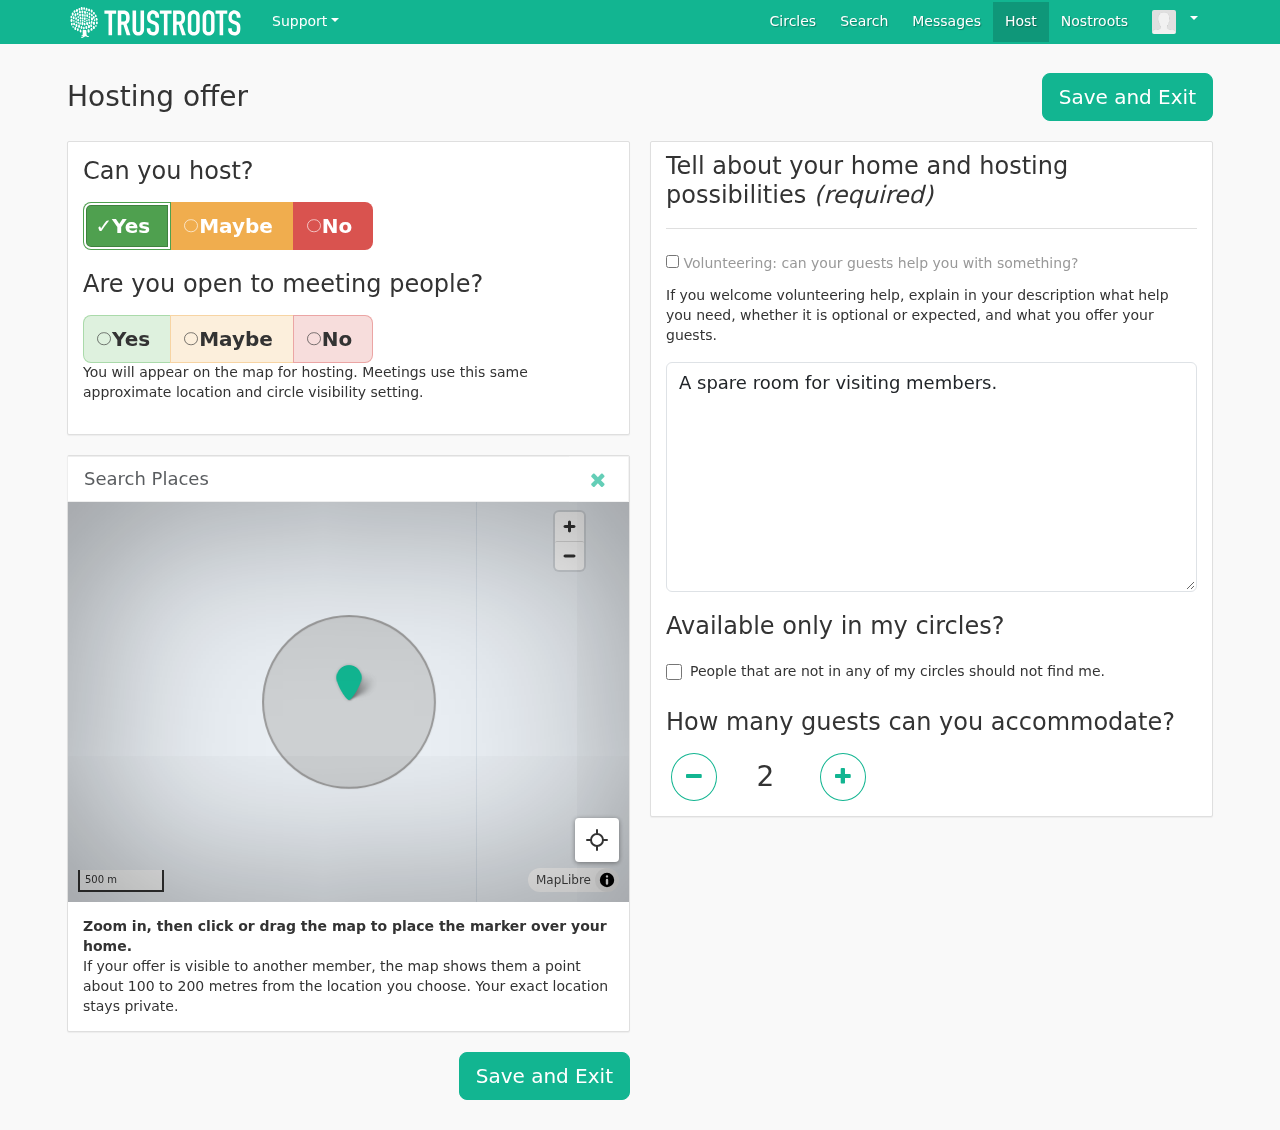 TRUSTROOTS
Support
Circles
Search
Messages
Host
Nostroots
Hosting offer
Save and Exit
Can you host?
✓Yes
Maybe
No
Are you open to meeting people?
Yes
Maybe
No
You will appear on the map for hosting. Meetings use this same
approximate location and circle visibility setting.
Search Places
500 m
MapLibre
Zoom in, then click or drag the map to place the marker over your
home.
If your offer is visible to another member, the map shows them a point
about 100 to 200 metres from the location you choose. Your exact location
stays private.
Save and Exit
Tell about your home and hosting
possibilities (required)
Volunteering: can your guests help you with something?
If you welcome volunteering help, explain in your description what help
you need, whether it is optional or expected, and what you offer your
guests.
A spare room for visiting members.
Available only in my circles?
People that are not in any of my circles should not find me.
How many guests can you accommodate?
2